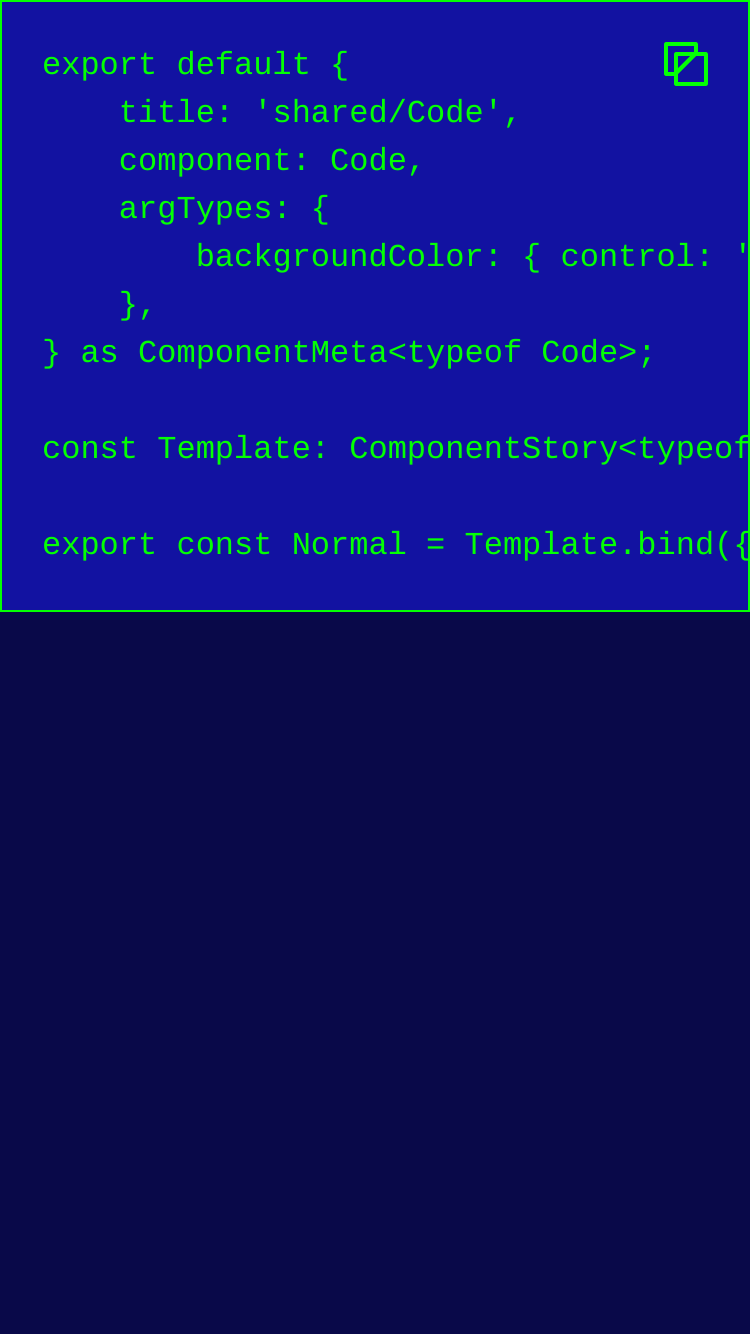 export default {
    title: 'shared/Code',
    component: Code,
    argTypes: {
        backgroundColor: { control: '
    },
} as ComponentMeta<typeof Code>;
const Template: ComponentStory<typeof
export const Normal = Template.bind({